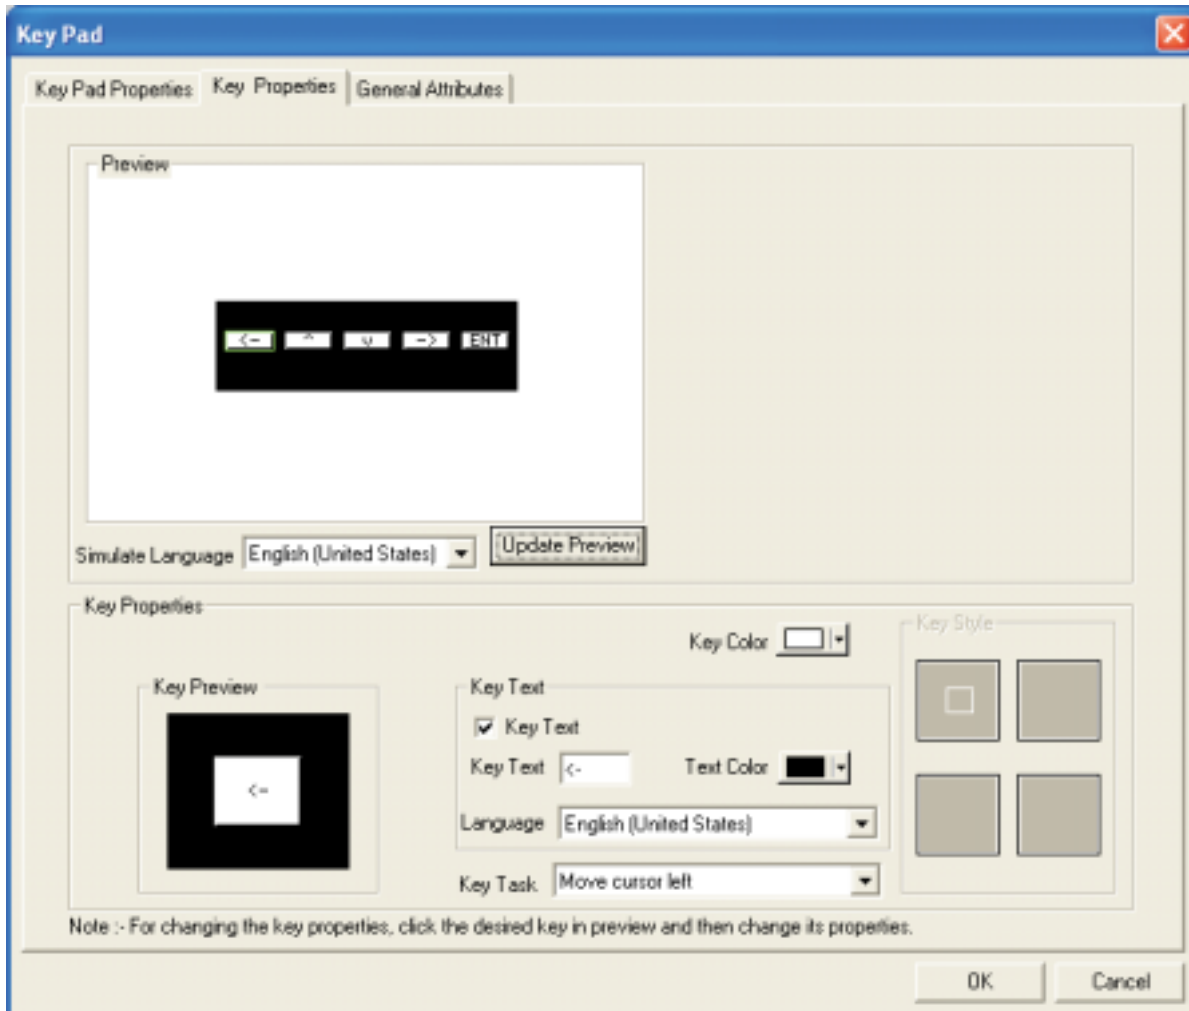 Key Pad
Key Pad Properties Key Properties General Attributes
Preview
<- ^ v -> ENT
Simulate Language English (United States) Update Preview
Key Properties
Key Color
Key Style
Key Preview
Key Text
Key Text
<-
Key Text <- Text Color
Language English (United States)
Key Task Move cursor left
Note :- For changing the key properties, click the desired key in preview and then change its properties.
OK Cancel